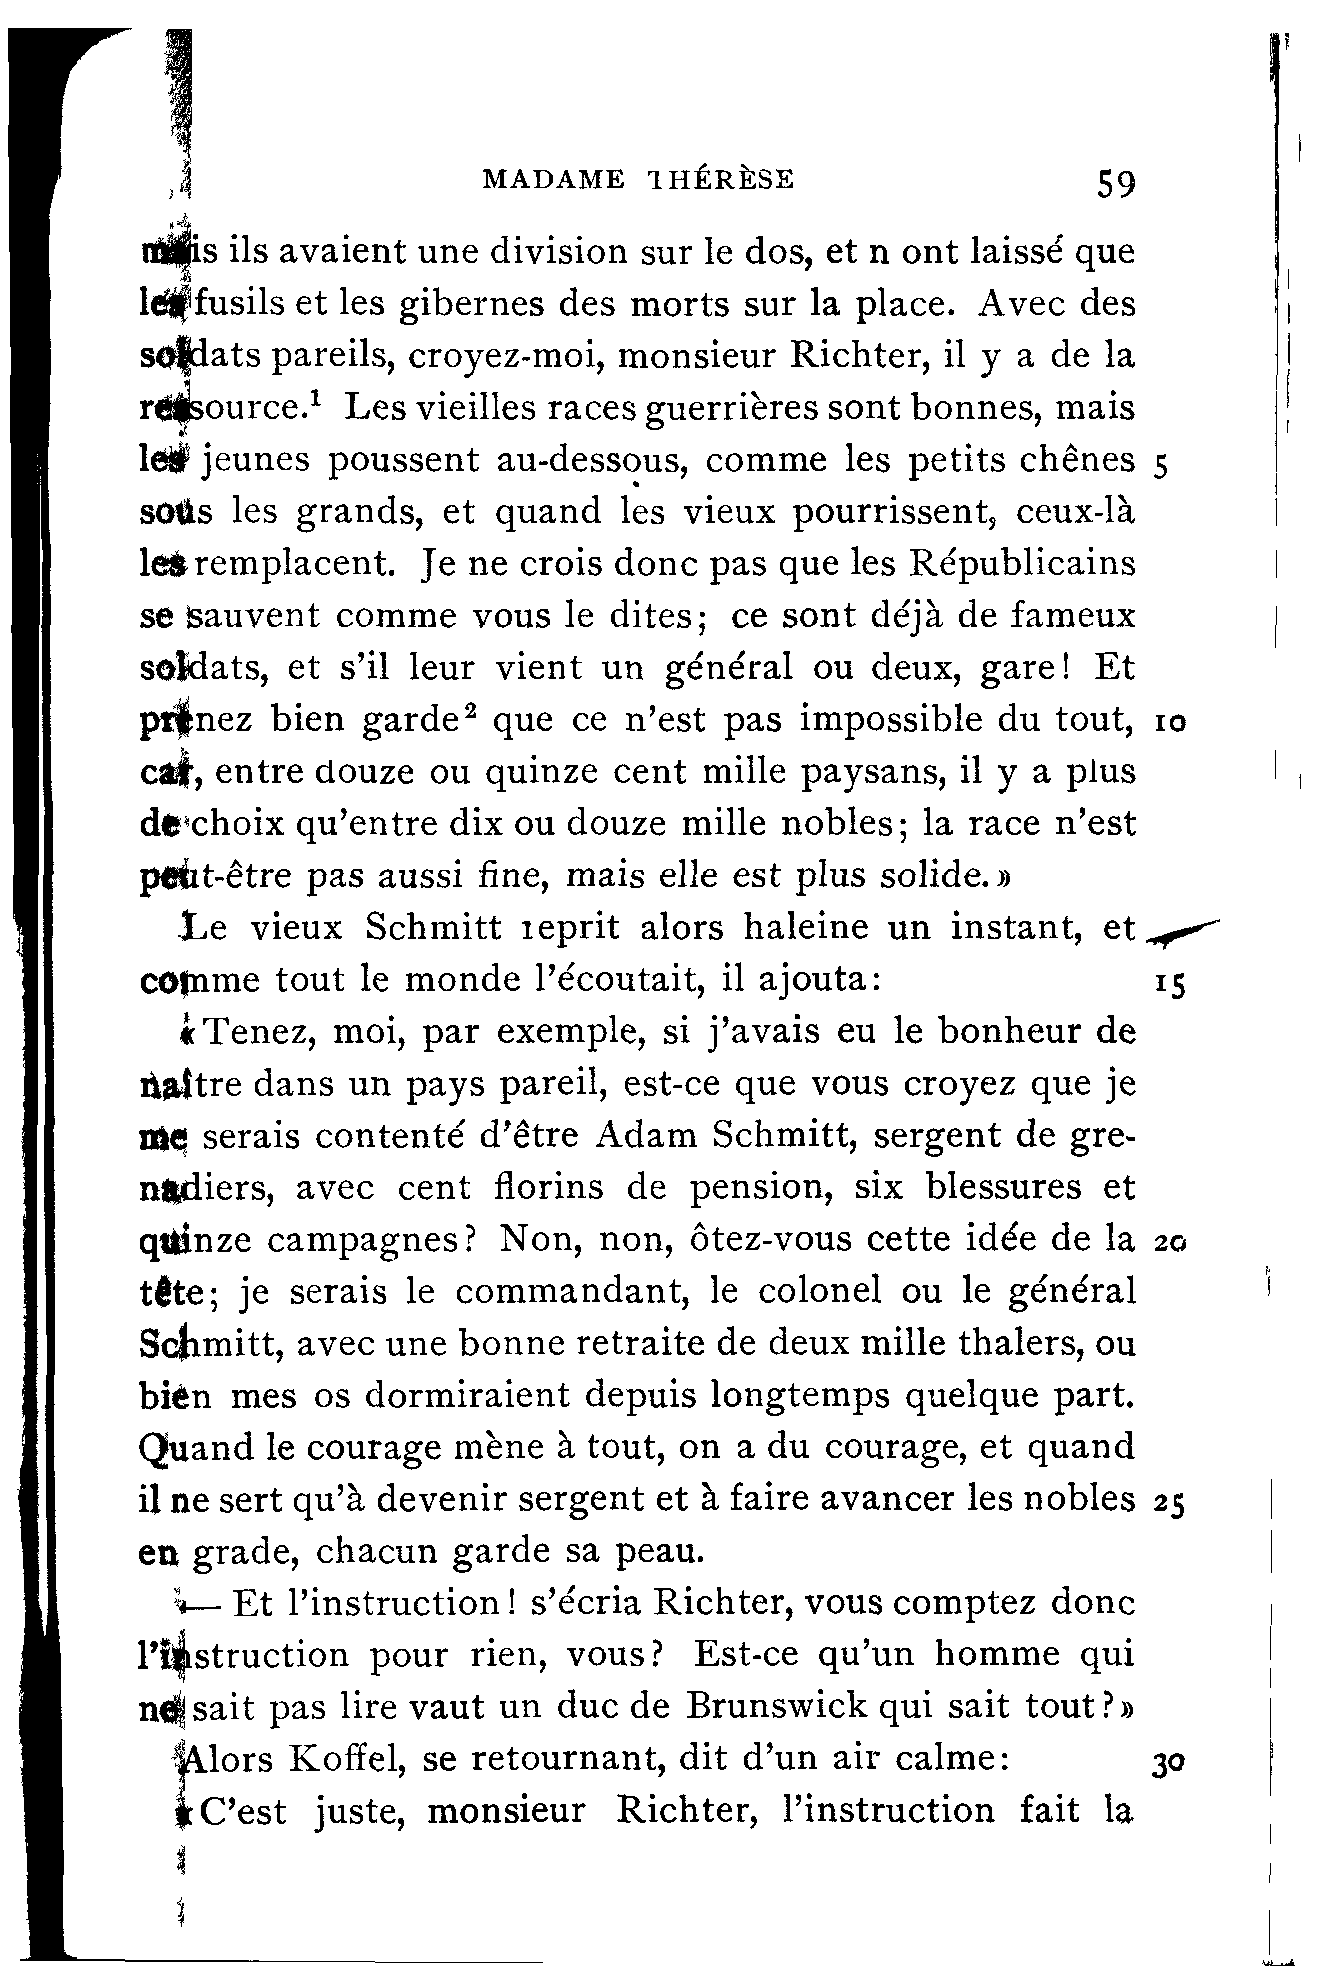 MADAME THÉRÈSE 59
mais ils avaient une division sur le dos, et n ont laissé que
les fusils et les gibernes des morts sur la place. Avec des
soldats pareils, croyez-moi, monsieur Richter, il y a de la
ressource.¹ Les vieilles races guerrières sont bonnes, mais
les jeunes poussent au-dessous, comme les petits chênes 5
sous les grands, et quand les vieux pourrissent, ceux-là
les remplacent. Je ne crois donc pas que les Républicains
se sauvent comme vous le dites; ce sont déjà de fameux
soldats, et s'il leur vient un général ou deux, gare! Et
prenez bien garde² que ce n'est pas impossible du tout, 10
car, entre douze ou quinze cent mille paysans, il y a plus
de choix qu'entre dix ou douze mille nobles; la race n'est
peut-être pas aussi fine, mais elle est plus solide.»
Le vieux Schmitt reprit alors haleine un instant, et
comme tout le monde l'écoutait, il ajouta: 15
«Tenez, moi, par exemple, si j'avais eu le bonheur de
naître dans un pays pareil, est-ce que vous croyez que je
me serais contenté d'être Adam Schmitt, sergent de gre-
nadiers, avec cent florins de pension, six blessures et
quinze campagnes? Non, non, ôtez-vous cette idée de la 20
tête; je serais le commandant, le colonel ou le général
Schmitt, avec une bonne retraite de deux mille thalers, ou
bien mes os dormiraient depuis longtemps quelque part.
Quand le courage mène à tout, on a du courage, et quand
il ne sert qu'à devenir sergent et à faire avancer les nobles 25
en grade, chacun garde sa peau.
— Et l'instruction! s'écria Richter, vous comptez donc
l'instruction pour rien, vous? Est-ce qu'un homme qui
ne sait pas lire vaut un duc de Brunswick qui sait tout?»
Alors Koffel, se retournant, dit d'un air calme: 30
«C'est juste, monsieur Richter, l'instruction fait la